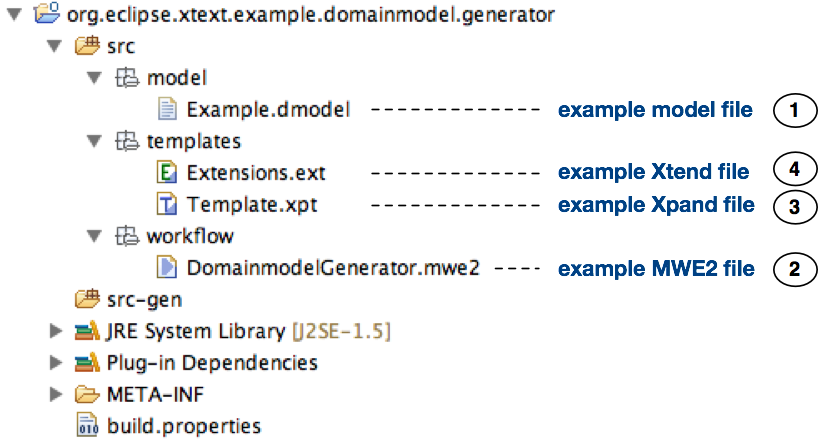 org.eclipse.xtext.example.domainmodel.generator
src
model
Example.dmodel example model file 1
templates
Extensions.ext example Xtend file 4
Template.xpt example Xpand file 3
workflow
DomainmodelGenerator.mwe2 example MWE2 file 2
src-gen
JRE System Library [J2SE-1.5]
Plug-in Dependencies
META-INF
010 build.properties